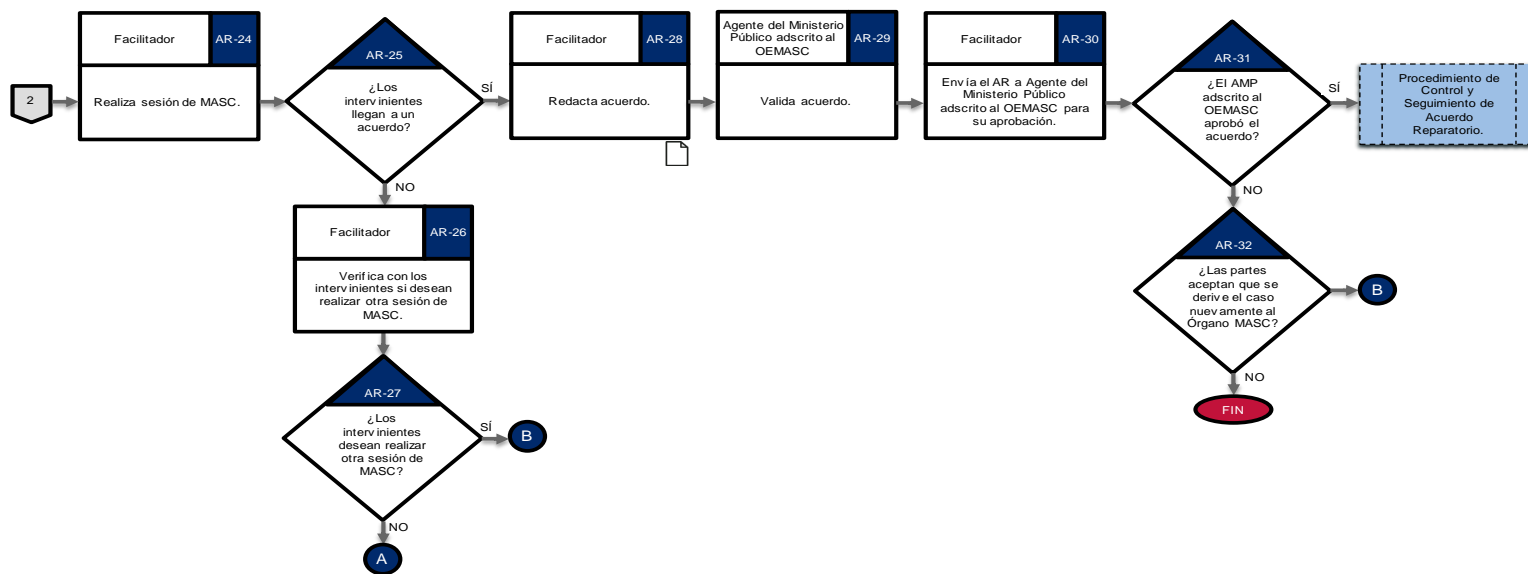 2
Facilitador
AR-24
Realiza sesión de MASC.
AR-25
¿Los
intervinientes
llegan a un
acuerdo?
SÍ
NO
Facilitador
AR-28
Redacta acuerdo.
Agente del Ministerio
Público adscrito al
OEMASC
AR-29
Valida acuerdo.
Facilitador
AR-30
Envía el AR a Agente del
Ministerio Público
adscrito al OEMASC para
su aprobación.
AR-31
¿El AMP
adscrito al
OEMASC
aprobó el
acuerdo?
SÍ
NO
Procedimiento de
Control y
Seguimiento de
Acuerdo
Reparatorio.
Facilitador
AR-26
Verifica con los
intervinientes si desean
realizar otra sesión de
MASC.
AR-32
¿Las partes
aceptan que se
derive el caso
nuevamente al
Órgano MASC?
B
NO
FIN
AR-27
¿Los
intervinientes
desean realizar
otra sesión de
MASC?
SÍ
B
NO
A